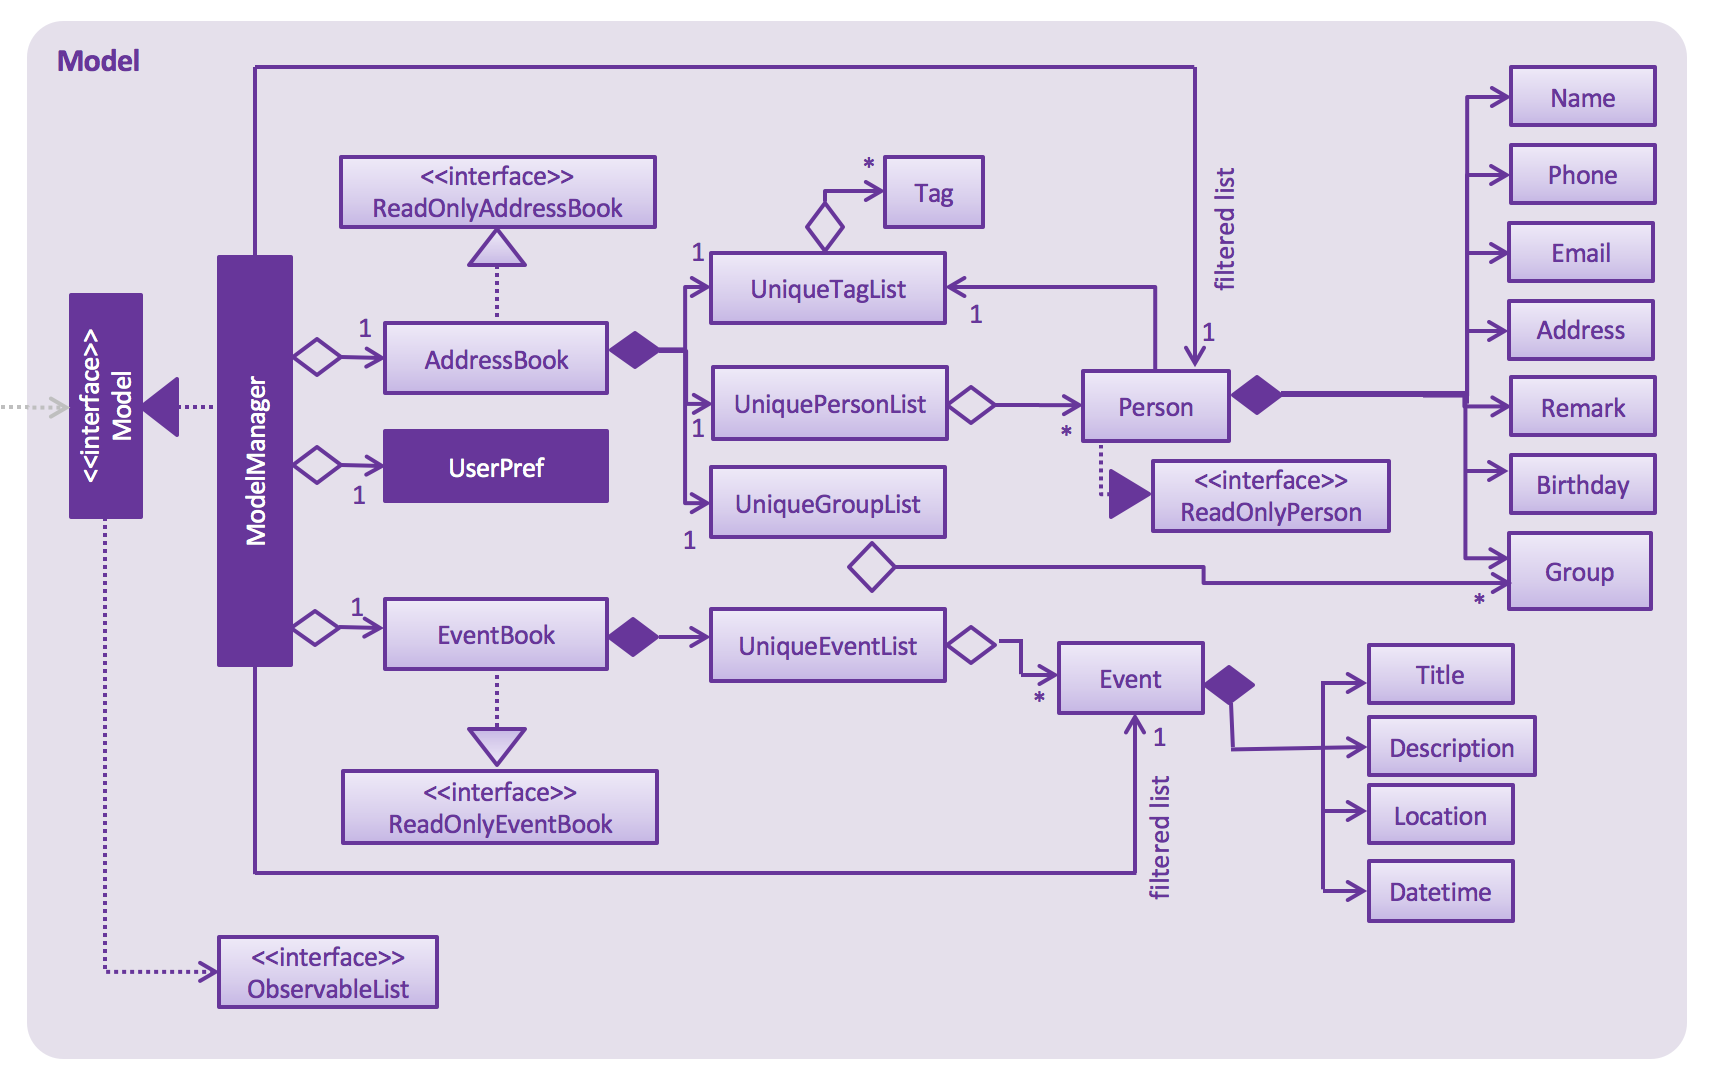 Model
<<interface>>
Model
ModelManager
<<interface>>
ReadOnlyAddressBook
1
AddressBook
UserPref
1
1
EventBook
<<interface>>
ReadOnlyEventBook
<<interface>>
ObservableList
*
Tag
1
UniqueTagList
1
UniquePersonList
1
UniqueGroupList
1
UniqueEventList
filtered list
1
Person
*
<<interface>>
ReadOnlyPerson
*
Event
*
1
filtered list
Name
Phone
Email
Address
Remark
Birthday
Group
Title
Description
Location
Datetime